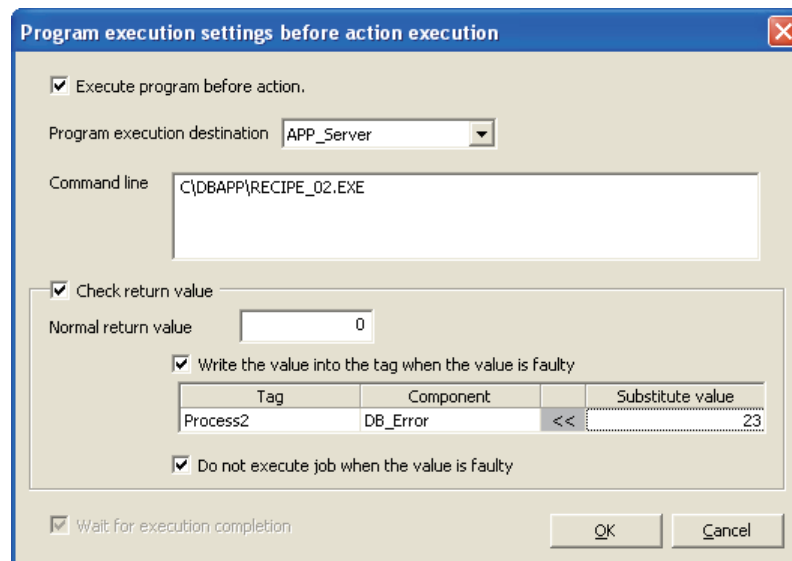 Program execution settings before action execution
Execute program before action.
Program execution destination APP_Server
Command line C\DBAPP\RECIPE_02.EXE
Check return value
Normal return value 0
Write the value into the tag when the value is faulty
Tag Component Substitute value
Process2 DB_Error << 23
Do not execute job when the value is faulty
Wait for execution completion OK Cancel